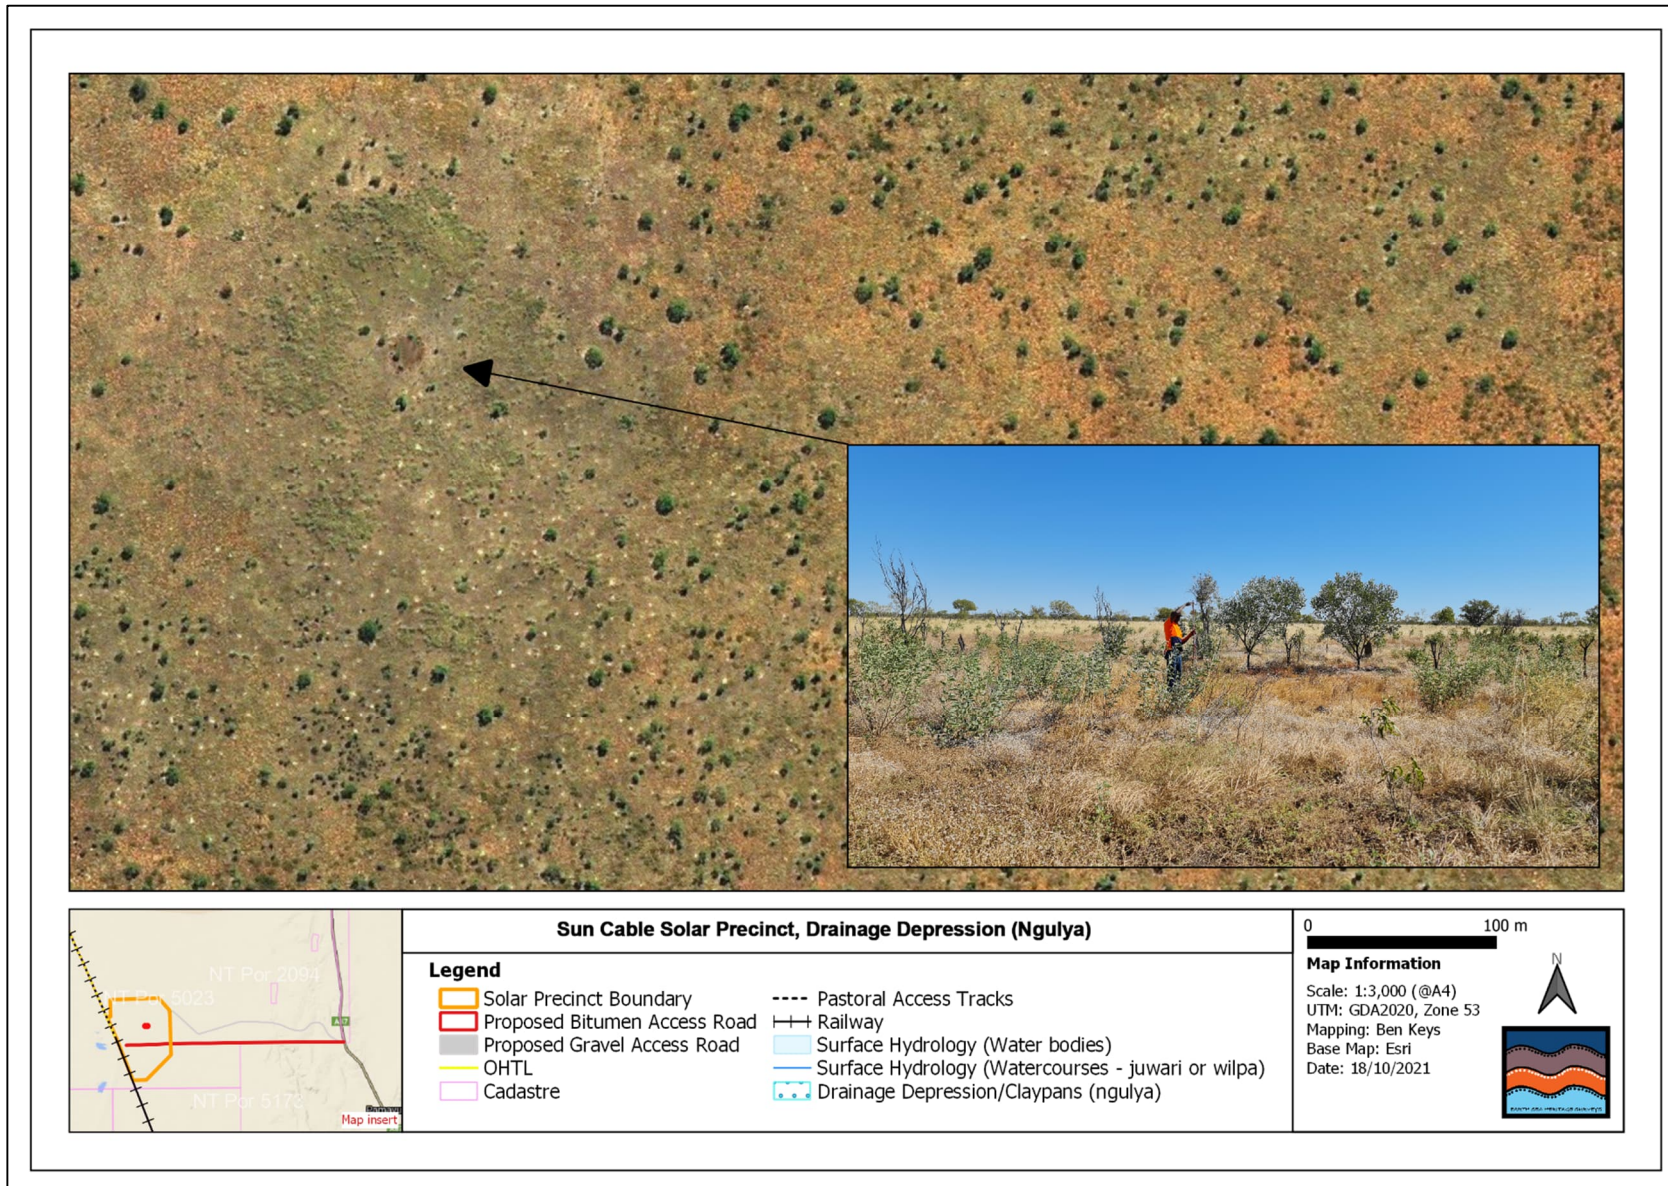 NT Por 2094
NT Por 5023
A87
NT Por 5173
Map insert
Sun Cable Solar Precinct, Drainage Depression (Ngulya)
Legend
Solar Precinct Boundary
Proposed Bitumen Access Road
Proposed Gravel Access Road
OHTL
Cadastre
Pastoral Access Tracks
Railway
Surface Hydrology (Water bodies)
Surface Hydrology (Watercourses - juwari or wilpa)
Drainage Depression/Claypans (ngulya)
0 100 m
Map Information
Scale: 1:3,000 (@A4)
UTM: GDA2020, Zone 53
Mapping: Ben Keys
Base Map: Esri
Date: 18/10/2021
N